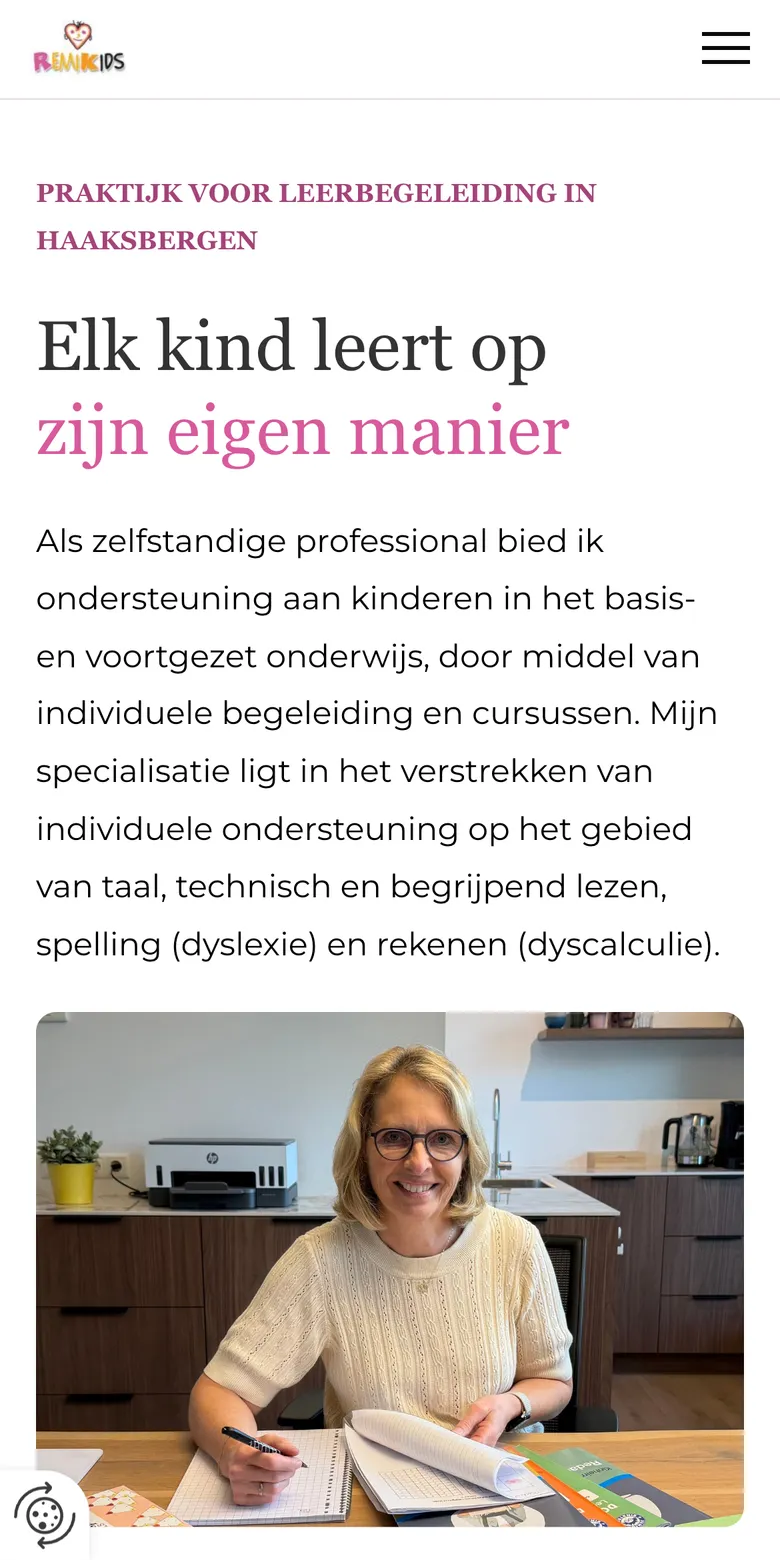 REMIKIDS
PRAKTIJK VOOR LEERBEGELEIDING IN
HAAKSBERGEN
Elk kind leert op
zijn eigen manier
Als zelfstandige professional bied ik
ondersteuning aan kinderen in het basis-
en voortgezet onderwijs, door middel van
individuele begeleiding en cursussen. Mijn
specialisatie ligt in het verstrekken van
individuele ondersteuning op het gebied
van taal, technisch en begrijpend lezen,
spelling (dyslexie) en rekenen (dyscalculie).
hp